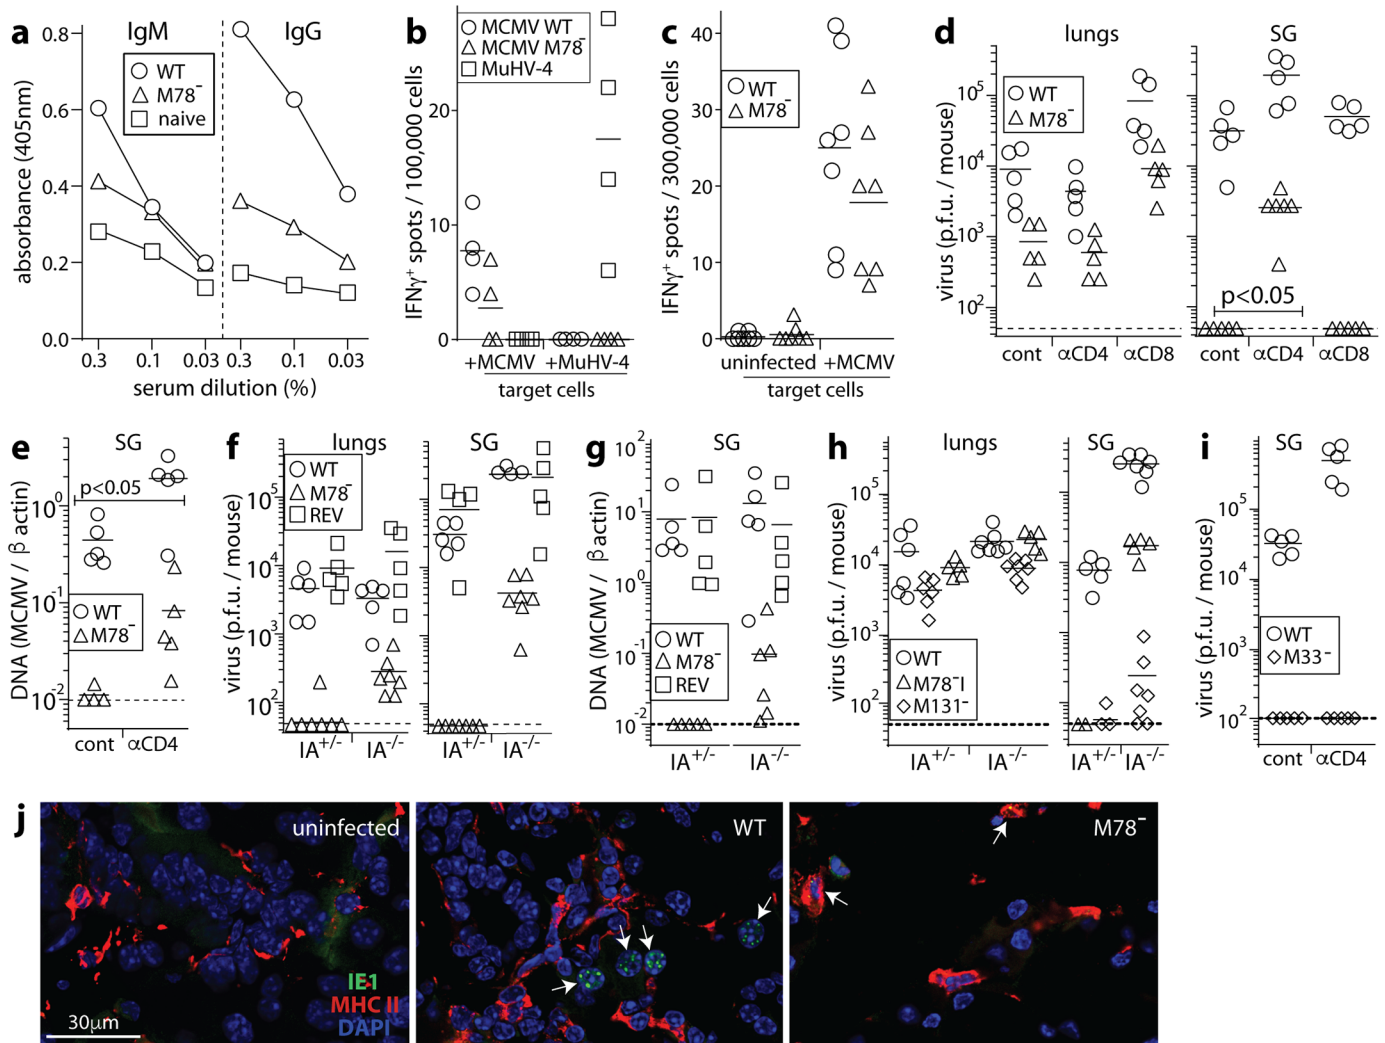 a
IgM
IgG
WT
M78⁻
naive
absorbance (405nm)
0.8
0.6
0.4
0.2
0.0
0.3
0.1
0.03
0.3
0.1
0.03
serum dilution (%)
b
MCMV WT
MCMV M78⁻
MuHV-4
IFNγ⁺ spots / 100,000 cells
20
10
0
+MCMV
+MuHV-4
target cells
c
WT
M78⁻
IFNγ⁺ spots / 300,000 cells
40
30
20
10
0
uninfected
+MCMV
target cells
d
lungs
SG
WT
M78⁻
virus (p.f.u. / mouse)
10⁵
10⁴
10³
10²
p<0.05
cont
αCD4
αCD8
cont
αCD4
αCD8
e
SG
p<0.05
WT
M78⁻
DNA (MCMV / β actin)
10⁰
10⁻¹
10⁻²
cont
αCD4
f
lungs
SG
WT
M78⁻
REV
virus (p.f.u. / mouse)
10⁵
10⁴
10³
10²
IA⁺/⁻
IA⁻/⁻
IA⁺/⁻
IA⁻/⁻
g
SG
WT
M78⁻
REV
DNA (MCMV / β actin)
10²
10¹
10⁰
10⁻¹
10⁻²
IA⁺/⁻
IA⁻/⁻
h
lungs
SG
WT
M78⁻I
M131⁻
virus (p.f.u. / mouse)
10⁵
10⁴
10³
10²
IA⁺/⁻
IA⁻/⁻
IA⁺/⁻
IA⁻/⁻
i
SG
WT
M33⁻
virus (p.f.u. / mouse)
10⁵
10⁴
10³
10²
cont
αCD4
j
uninfected
WT
M78⁻
IE1
MHC II
DAPI
30μm